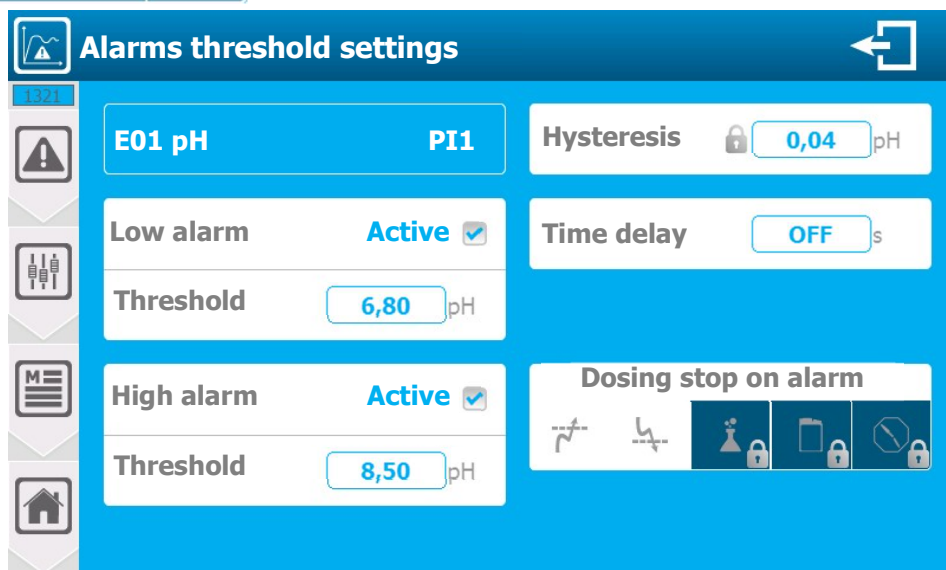 Alarms threshold settings
1321
E01 pH PI1
Hysteresis 0,04 pH
Low alarm Active
Time delay OFF s
Threshold 6,80 pH
High alarm Active
Dosing stop on alarm
Threshold 8,50 pH
M